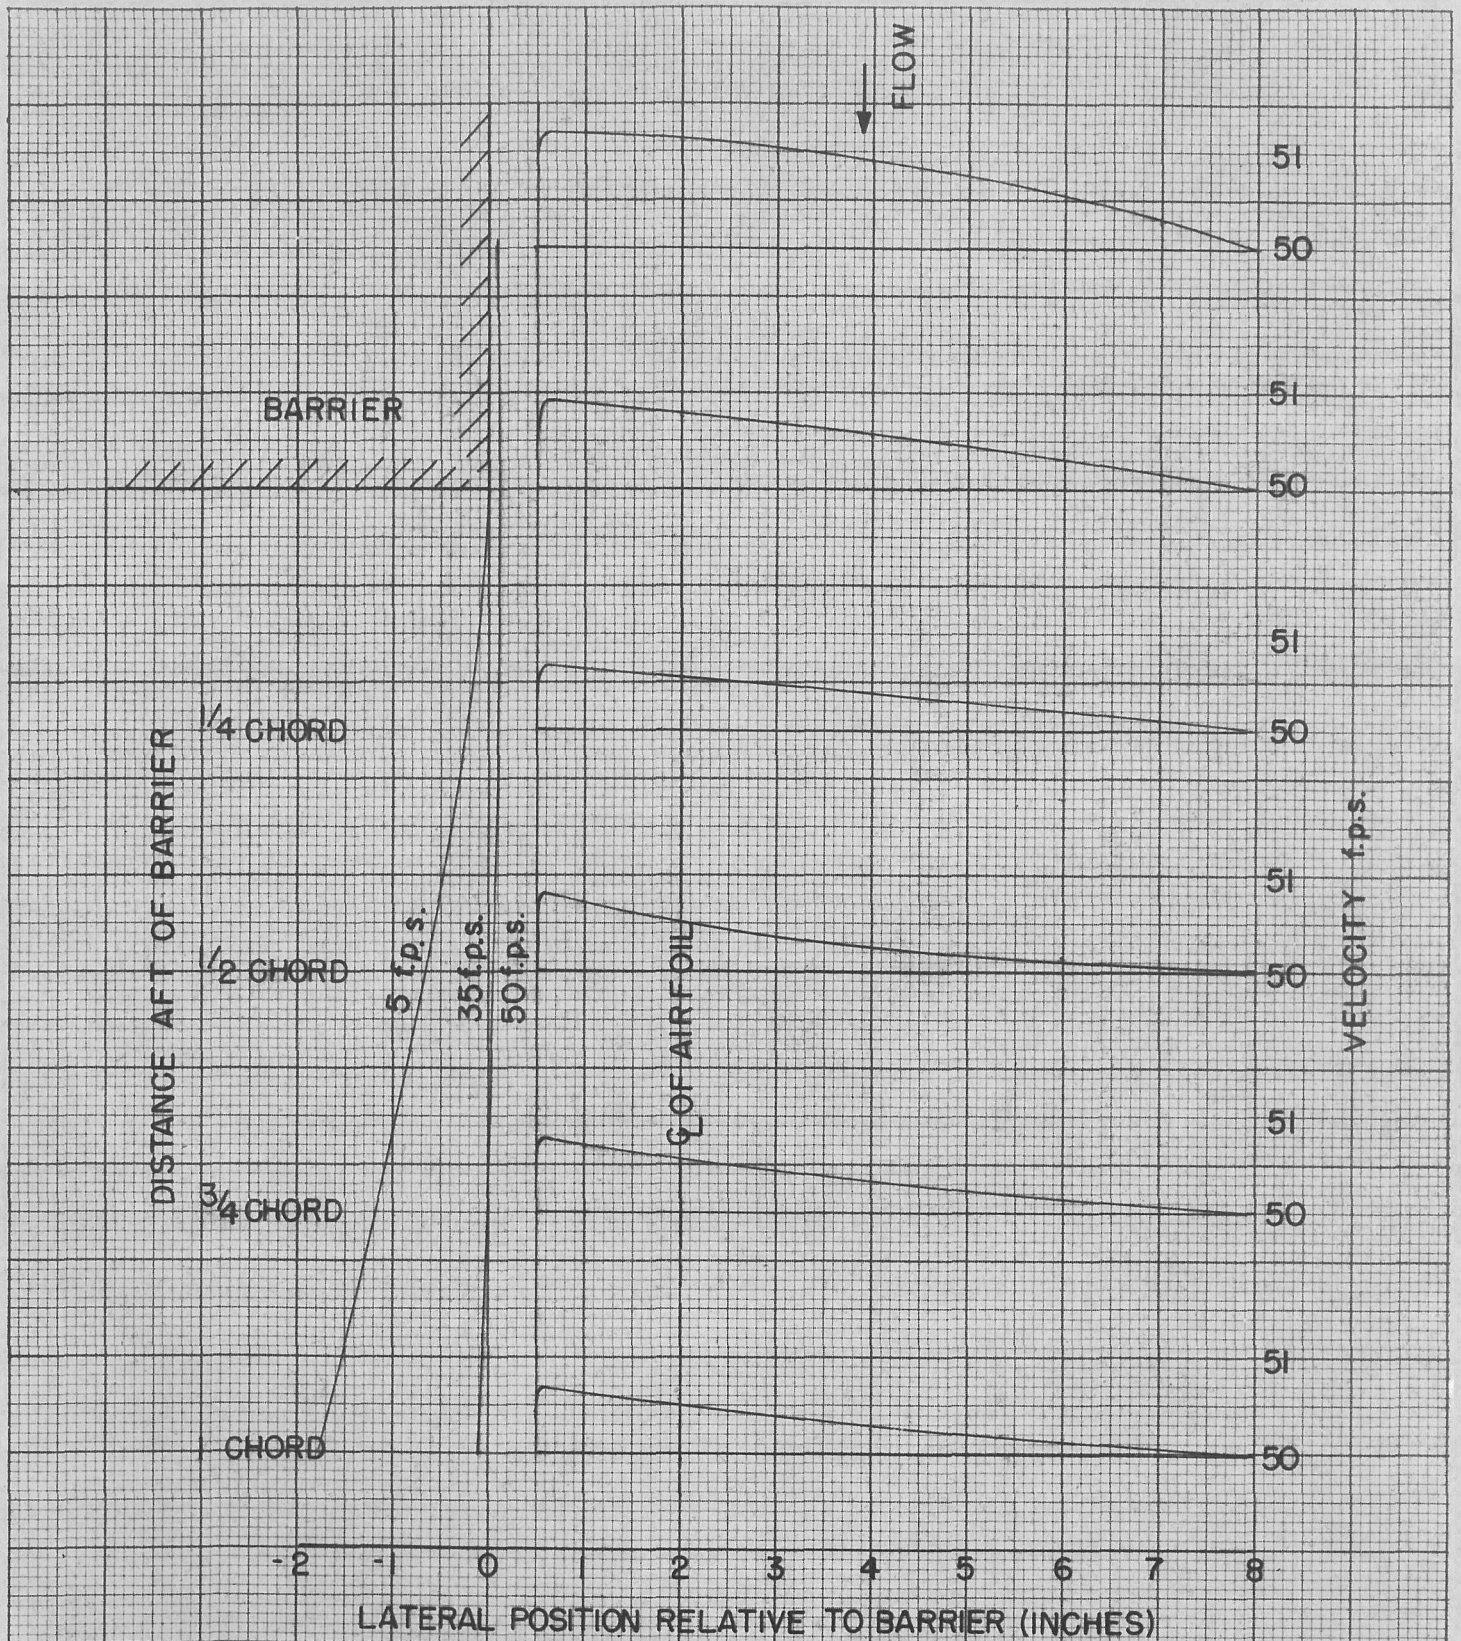 FLOW
51
50
BARRIER
51
50
51
1/4 CHORD
50
DISTANCE AFT OF BARRIER
51
5 f.p.s.
35 f.p.s.
50 f.p.s.
℄ OF AIRFOIL
VELOCITY f.p.s.
1/2 CHORD
50
51
3/4 CHORD
50
51
1 CHORD
50
-2 -1 0 2 3 4 5 6 7 8
LATERAL POSITION RELATIVE TO BARRIER (INCHES)